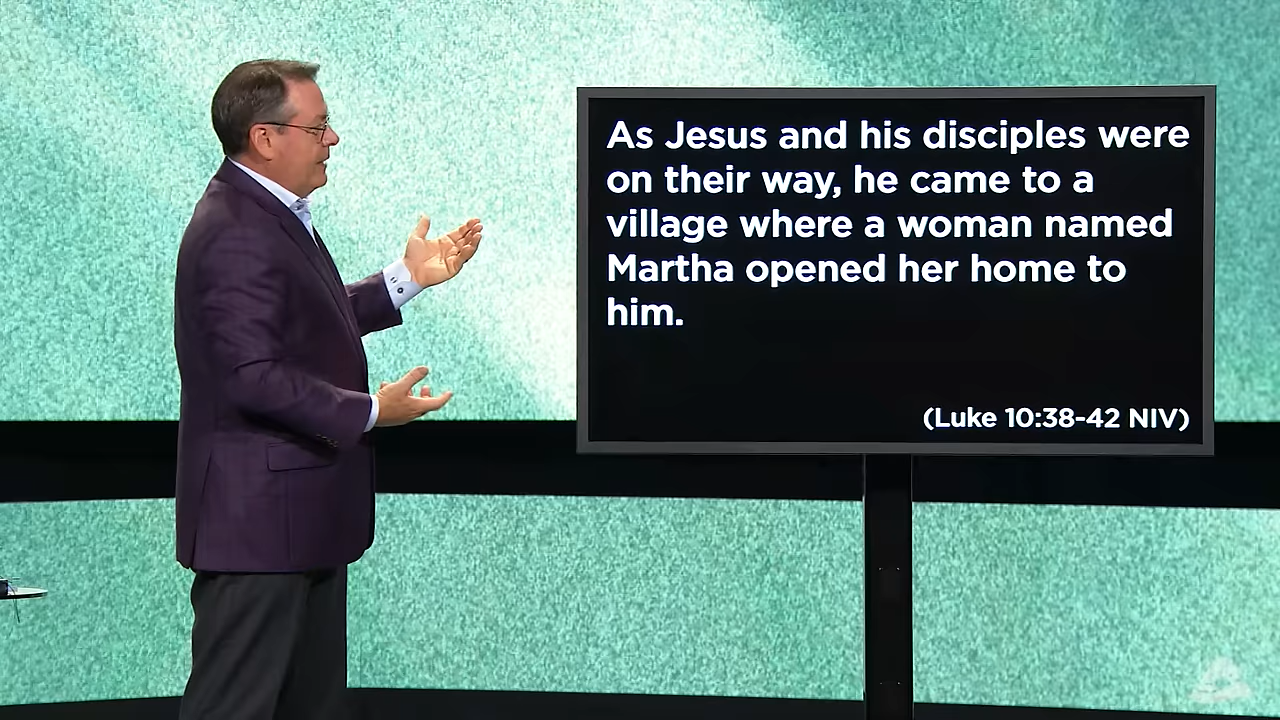 As Jesus and his disciples were
on their way, he came to a
village where a woman named
Martha opened her home to
him.
(Luke 10:38-42 NIV)